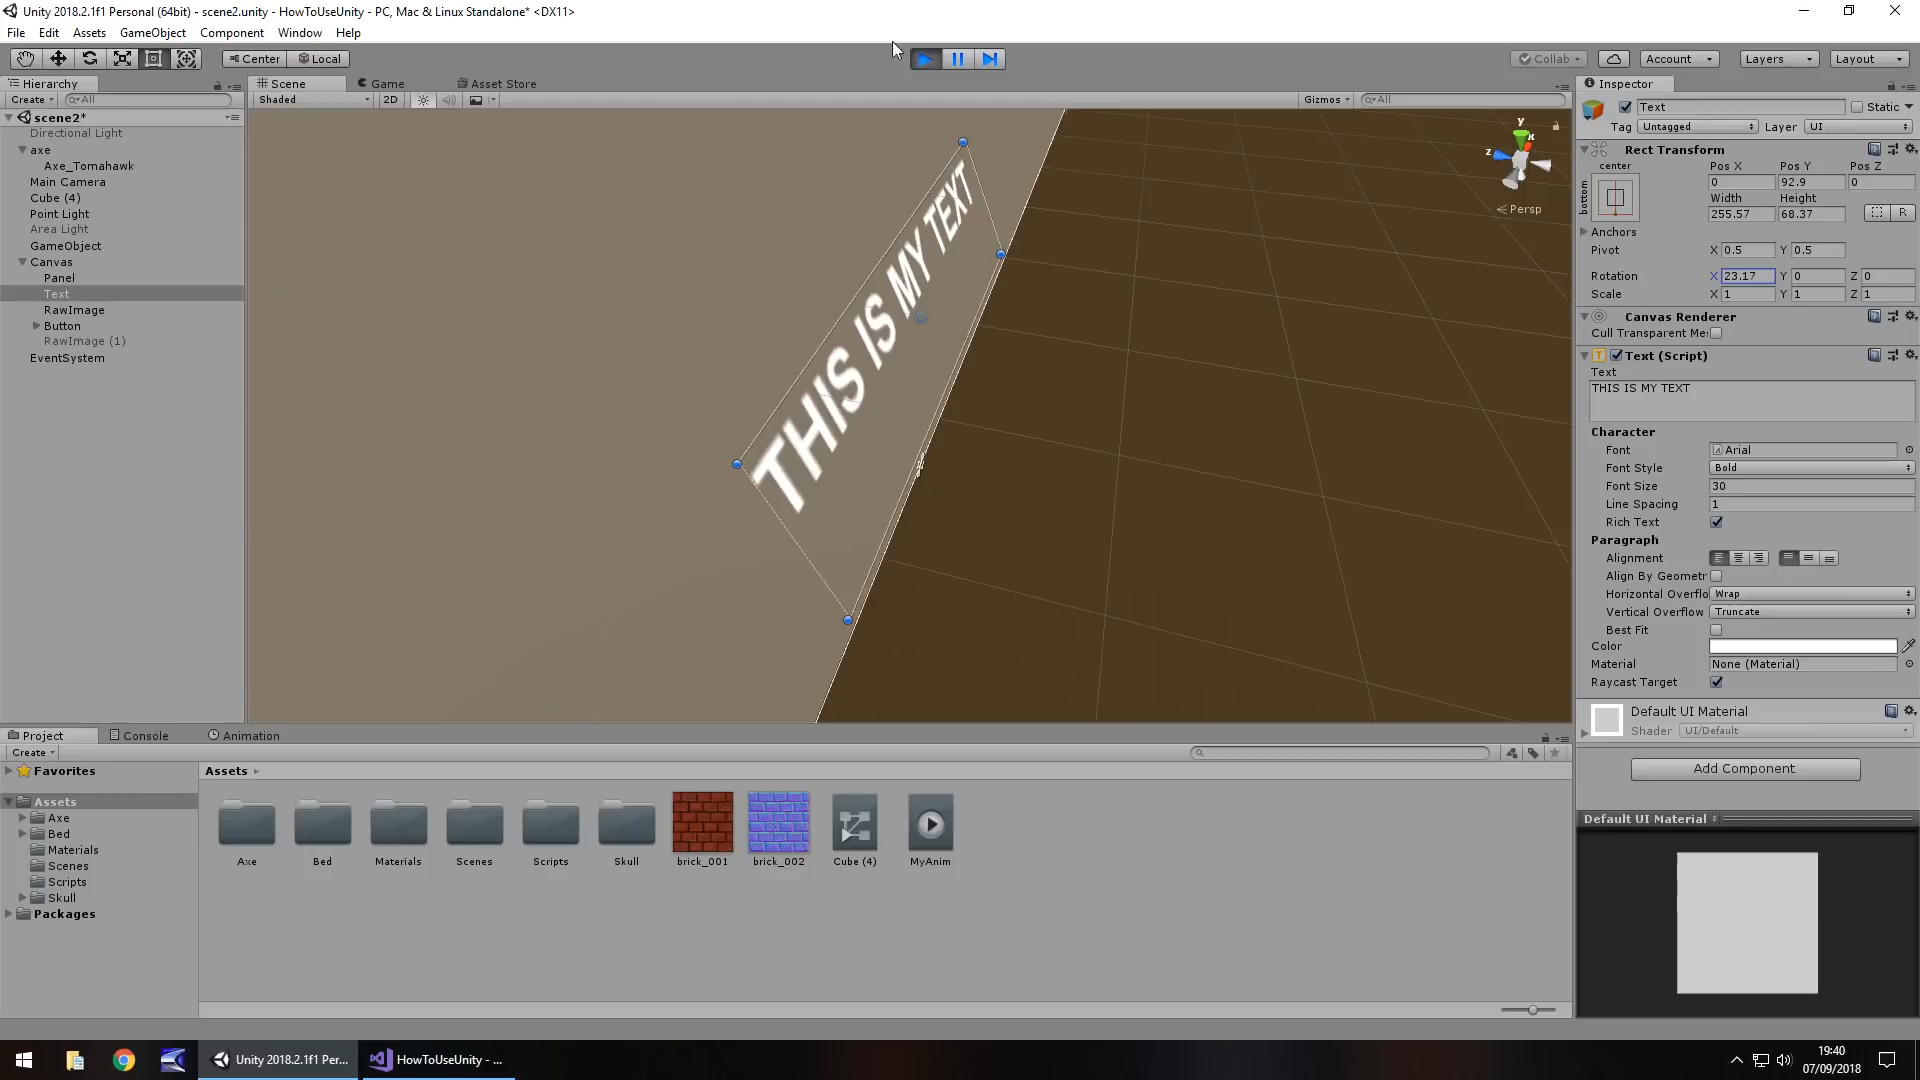 Unity 2018.2.1f1 Personal (64bit) - scene2.unity - HowToUseUnity - PC, Mac & Linux Standalone* <DX11>
File Edit Assets GameObject Component Window Help
Center Local Collab Account Layers Layout
Hierarchy Scene Game Asset Store Inspector
Create All Shaded 2D Gizmos All
scene2*
Directional Light
axe
Axe_Tomahawk
Main Camera
Cube (4)
Point Light
Area Light
GameObject
Canvas
Panel
Text
RawImage
Button
RawImage (1)
EventSystem
THIS IS MY TEXT
y
x
z
Persp
Text Static
Tag Untagged Layer UI
Rect Transform
center Pos X Pos Y Pos Z
bottom 0 92.9 0
Width Height
255.57 68.37 R
Anchors
Pivot X 0.5 Y 0.5
Rotation X 23.17 Y 0 Z 0
Scale X 1 Y 1 Z 1
Canvas Renderer
Cull Transparent Me:
Text (Script)
Text
THIS IS MY TEXT
Character
Font Arial
Font Style Bold
Font Size 30
Line Spacing 1
Rich Text
Paragraph
Alignment
Align By Geometr
Horizontal Overflo Wrap
Vertical Overflow Truncate
Best Fit
Color
Material None (Material)
Raycast Target
Default UI Material
Shader UI/Default
Add Component
Default UI Material
Project Console Animation
Create
Favorites
Assets
Axe
Bed
Materials
Scenes
Scripts
Skull
Packages
Assets
Axe Bed Materials Scenes Scripts Skull brick_001 brick_002 Cube (4) MyAnim
Unity 2018.2.1f1 Per... HowToUseUnity - ...
19:40
07/09/2018